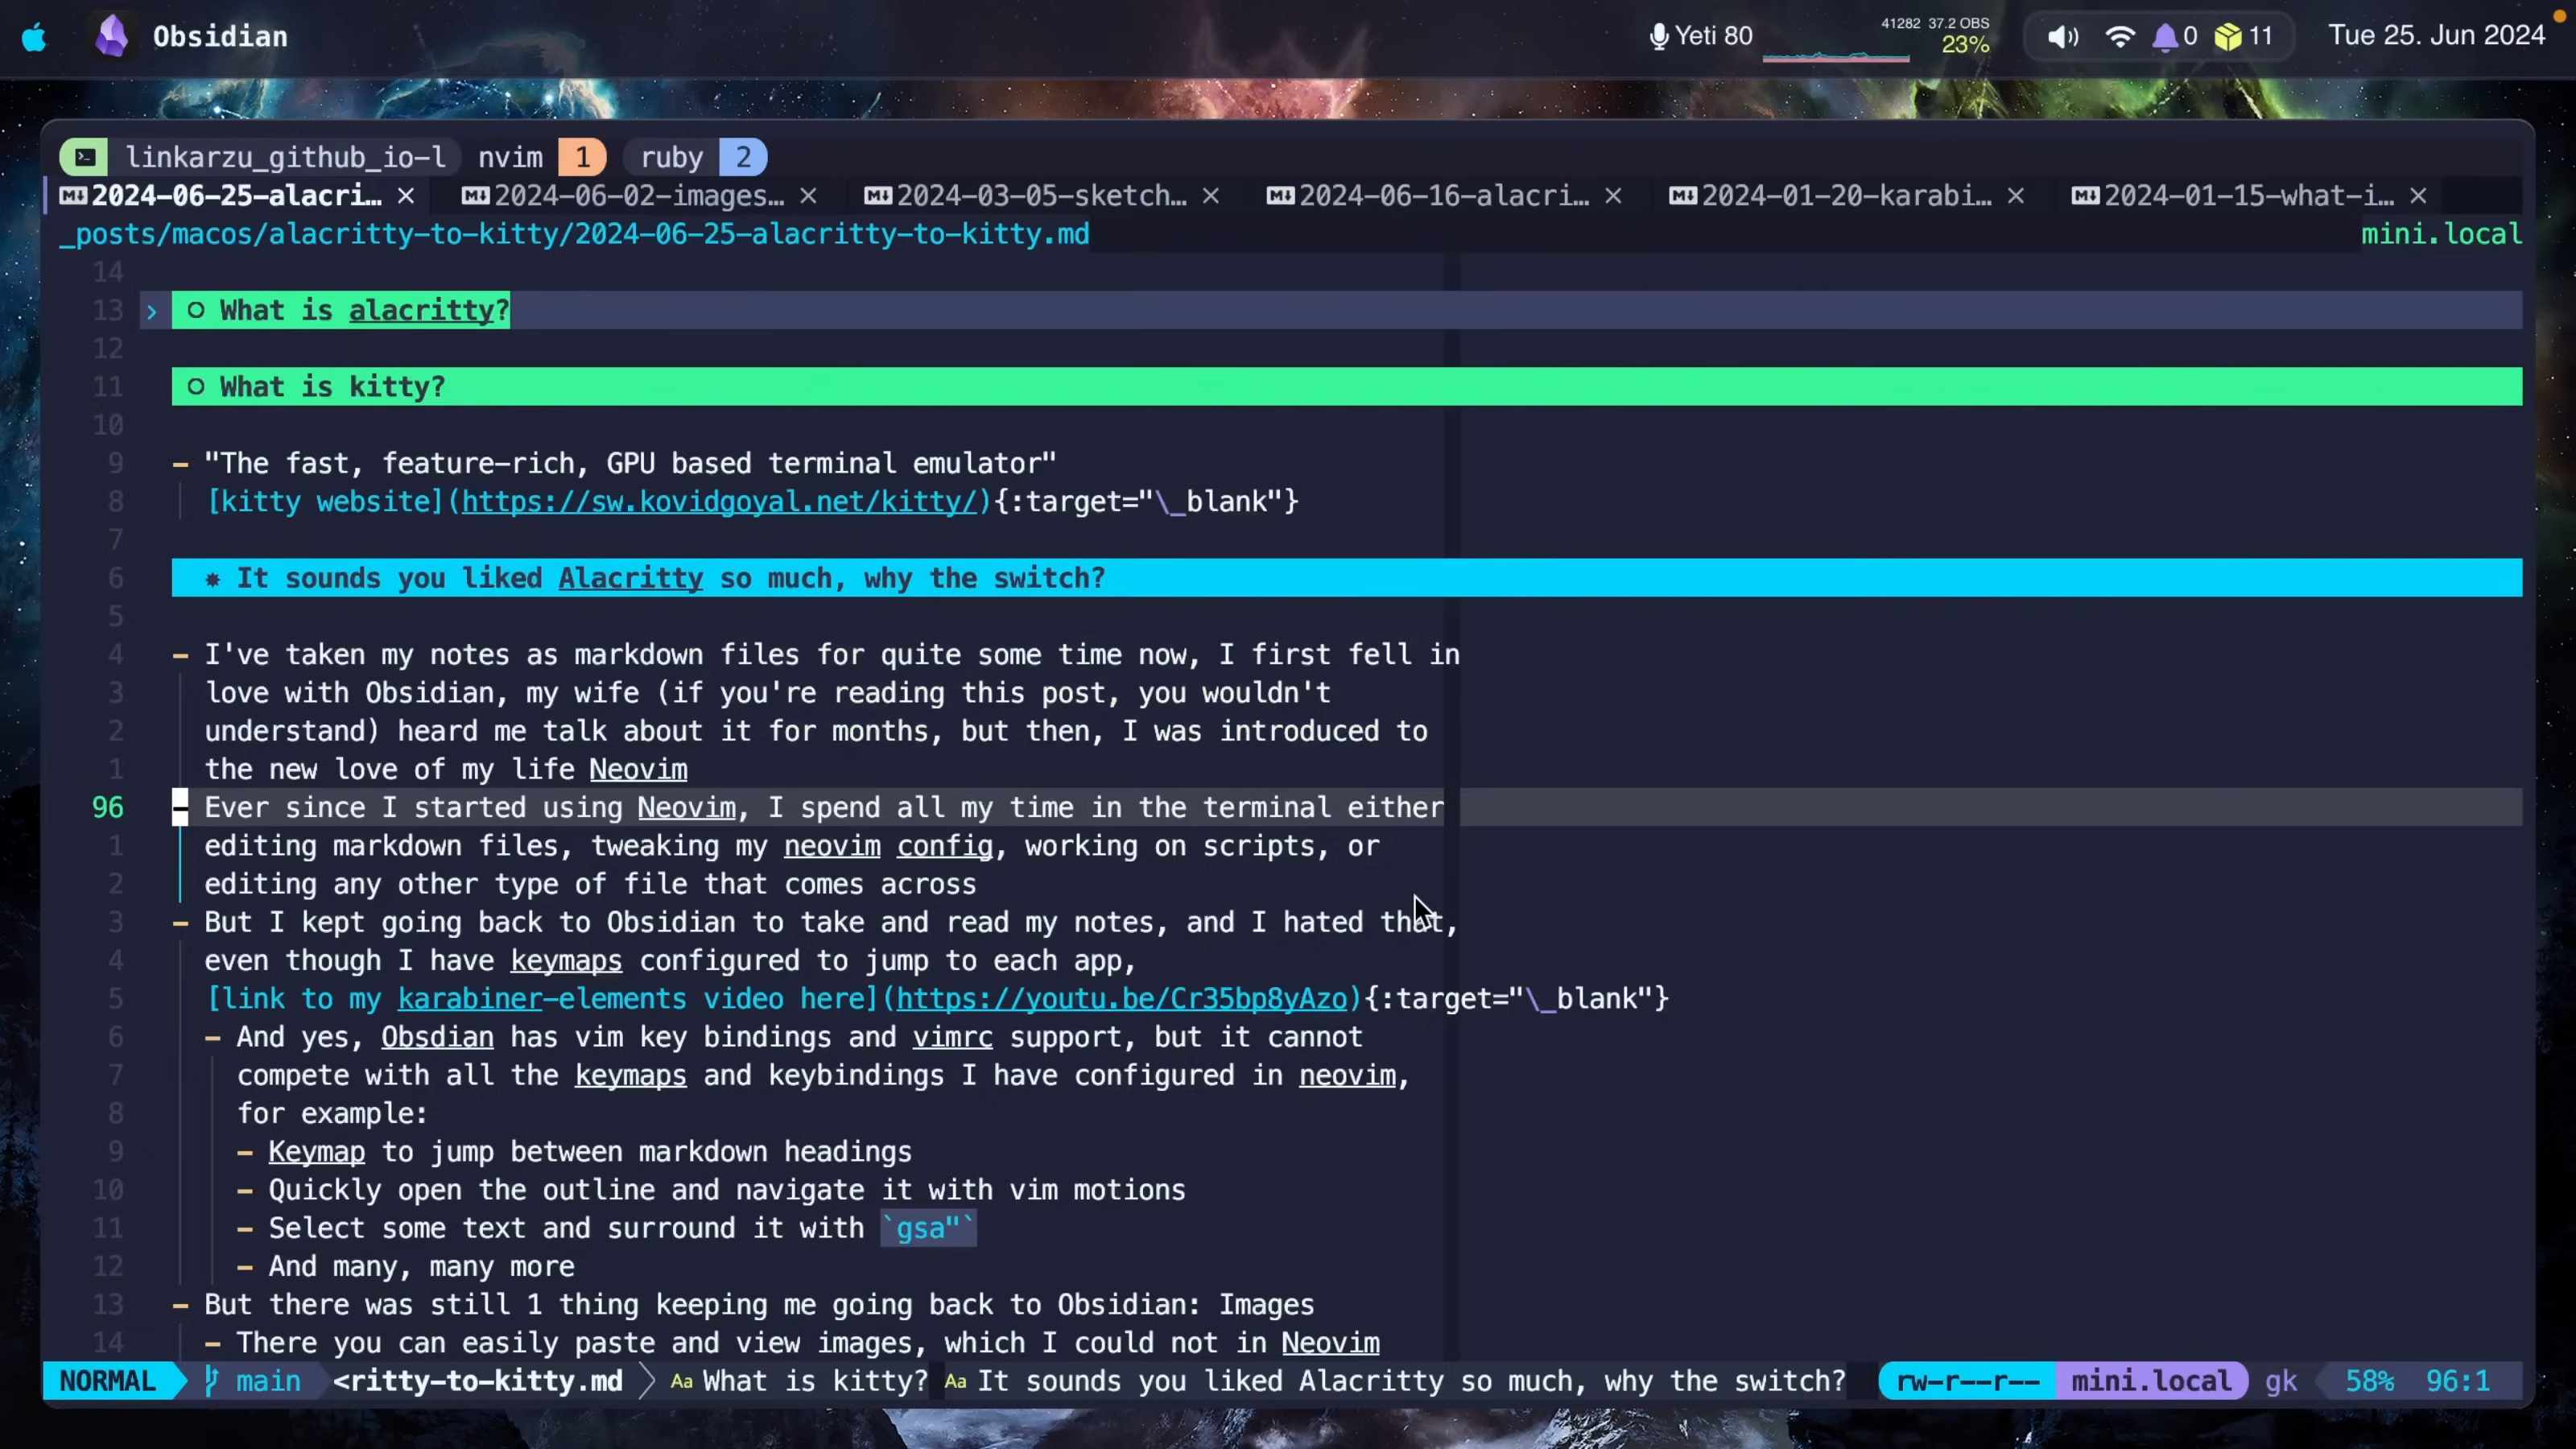 Obsidian
Yeti 80
41282 37.2 OBS
23%
0
11
Tue 25. Jun 2024
linkarzu_github_io-l nvim 1 ruby 2
2024-06-25-alacri… × 2024-06-02-images… × 2024-03-05-sketch… × 2024-06-16-alacri… × 2024-01-20-karabi… × 2024-01-15-what-i… ×
_posts/macos/alacritty-to-kitty/2024-06-25-alacritty-to-kitty.md mini.local
14
13 > What is alacritty?
12
11 What is kitty?
10
9 – "The fast, feature-rich, GPU based terminal emulator"
8 [kitty website](https://sw.kovidgoyal.net/kitty/){:target="\_blank"}
7
6 ✸ It sounds you liked Alacritty so much, why the switch?
5
4 – I've taken my notes as markdown files for quite some time now, I first fell in
3 love with Obsidian, my wife (if you're reading this post, you wouldn't
2 understand) heard me talk about it for months, but then, I was introduced to
1 the new love of my life Neovim
96 – Ever since I started using Neovim, I spend all my time in the terminal either
1 editing markdown files, tweaking my neovim config, working on scripts, or
2 editing any other type of file that comes across
3 – But I kept going back to Obsidian to take and read my notes, and I hated that,
4 even though I have keymaps configured to jump to each app,
5 [link to my karabiner-elements video here](https://youtu.be/Cr35bp8yAzo){:target="\_blank"}
6 – And yes, Obsdian has vim key bindings and vimrc support, but it cannot
7 compete with all the keymaps and keybindings I have configured in neovim,
8 for example:
9 – Keymap to jump between markdown headings
10 – Quickly open the outline and navigate it with vim motions
11 – Select some text and surround it with `gsa"`
12 – And many, many more
13 – But there was still 1 thing keeping me going back to Obsidian: Images
14 – There you can easily paste and view images, which I could not in Neovim
NORMAL main <ritty-to-kitty.md Aa What is kitty? Aa It sounds you liked Alacritty so much, why the switch? rw-r--r-- mini.local gk 58% 96:1